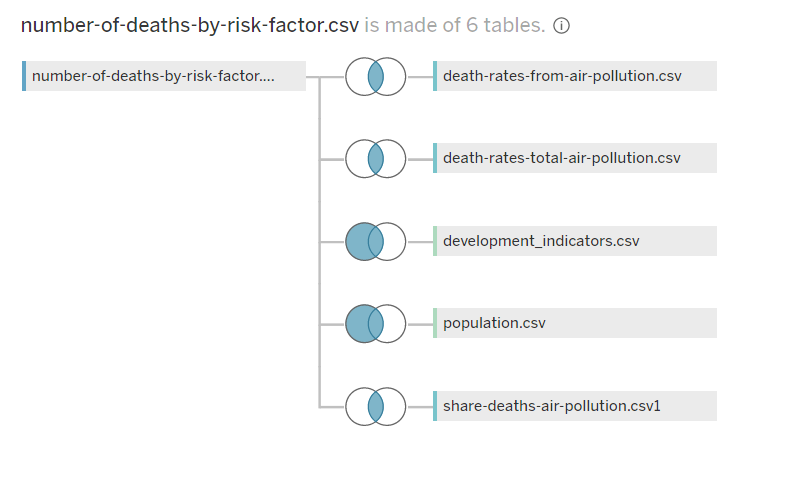 number-of-deaths-by-risk-factor.csv is made of 6 tables.
number-of-deaths-by-risk-factor....
death-rates-from-air-pollution.csv
death-rates-total-air-pollution.csv
development_indicators.csv
population.csv
share-deaths-air-pollution.csv1